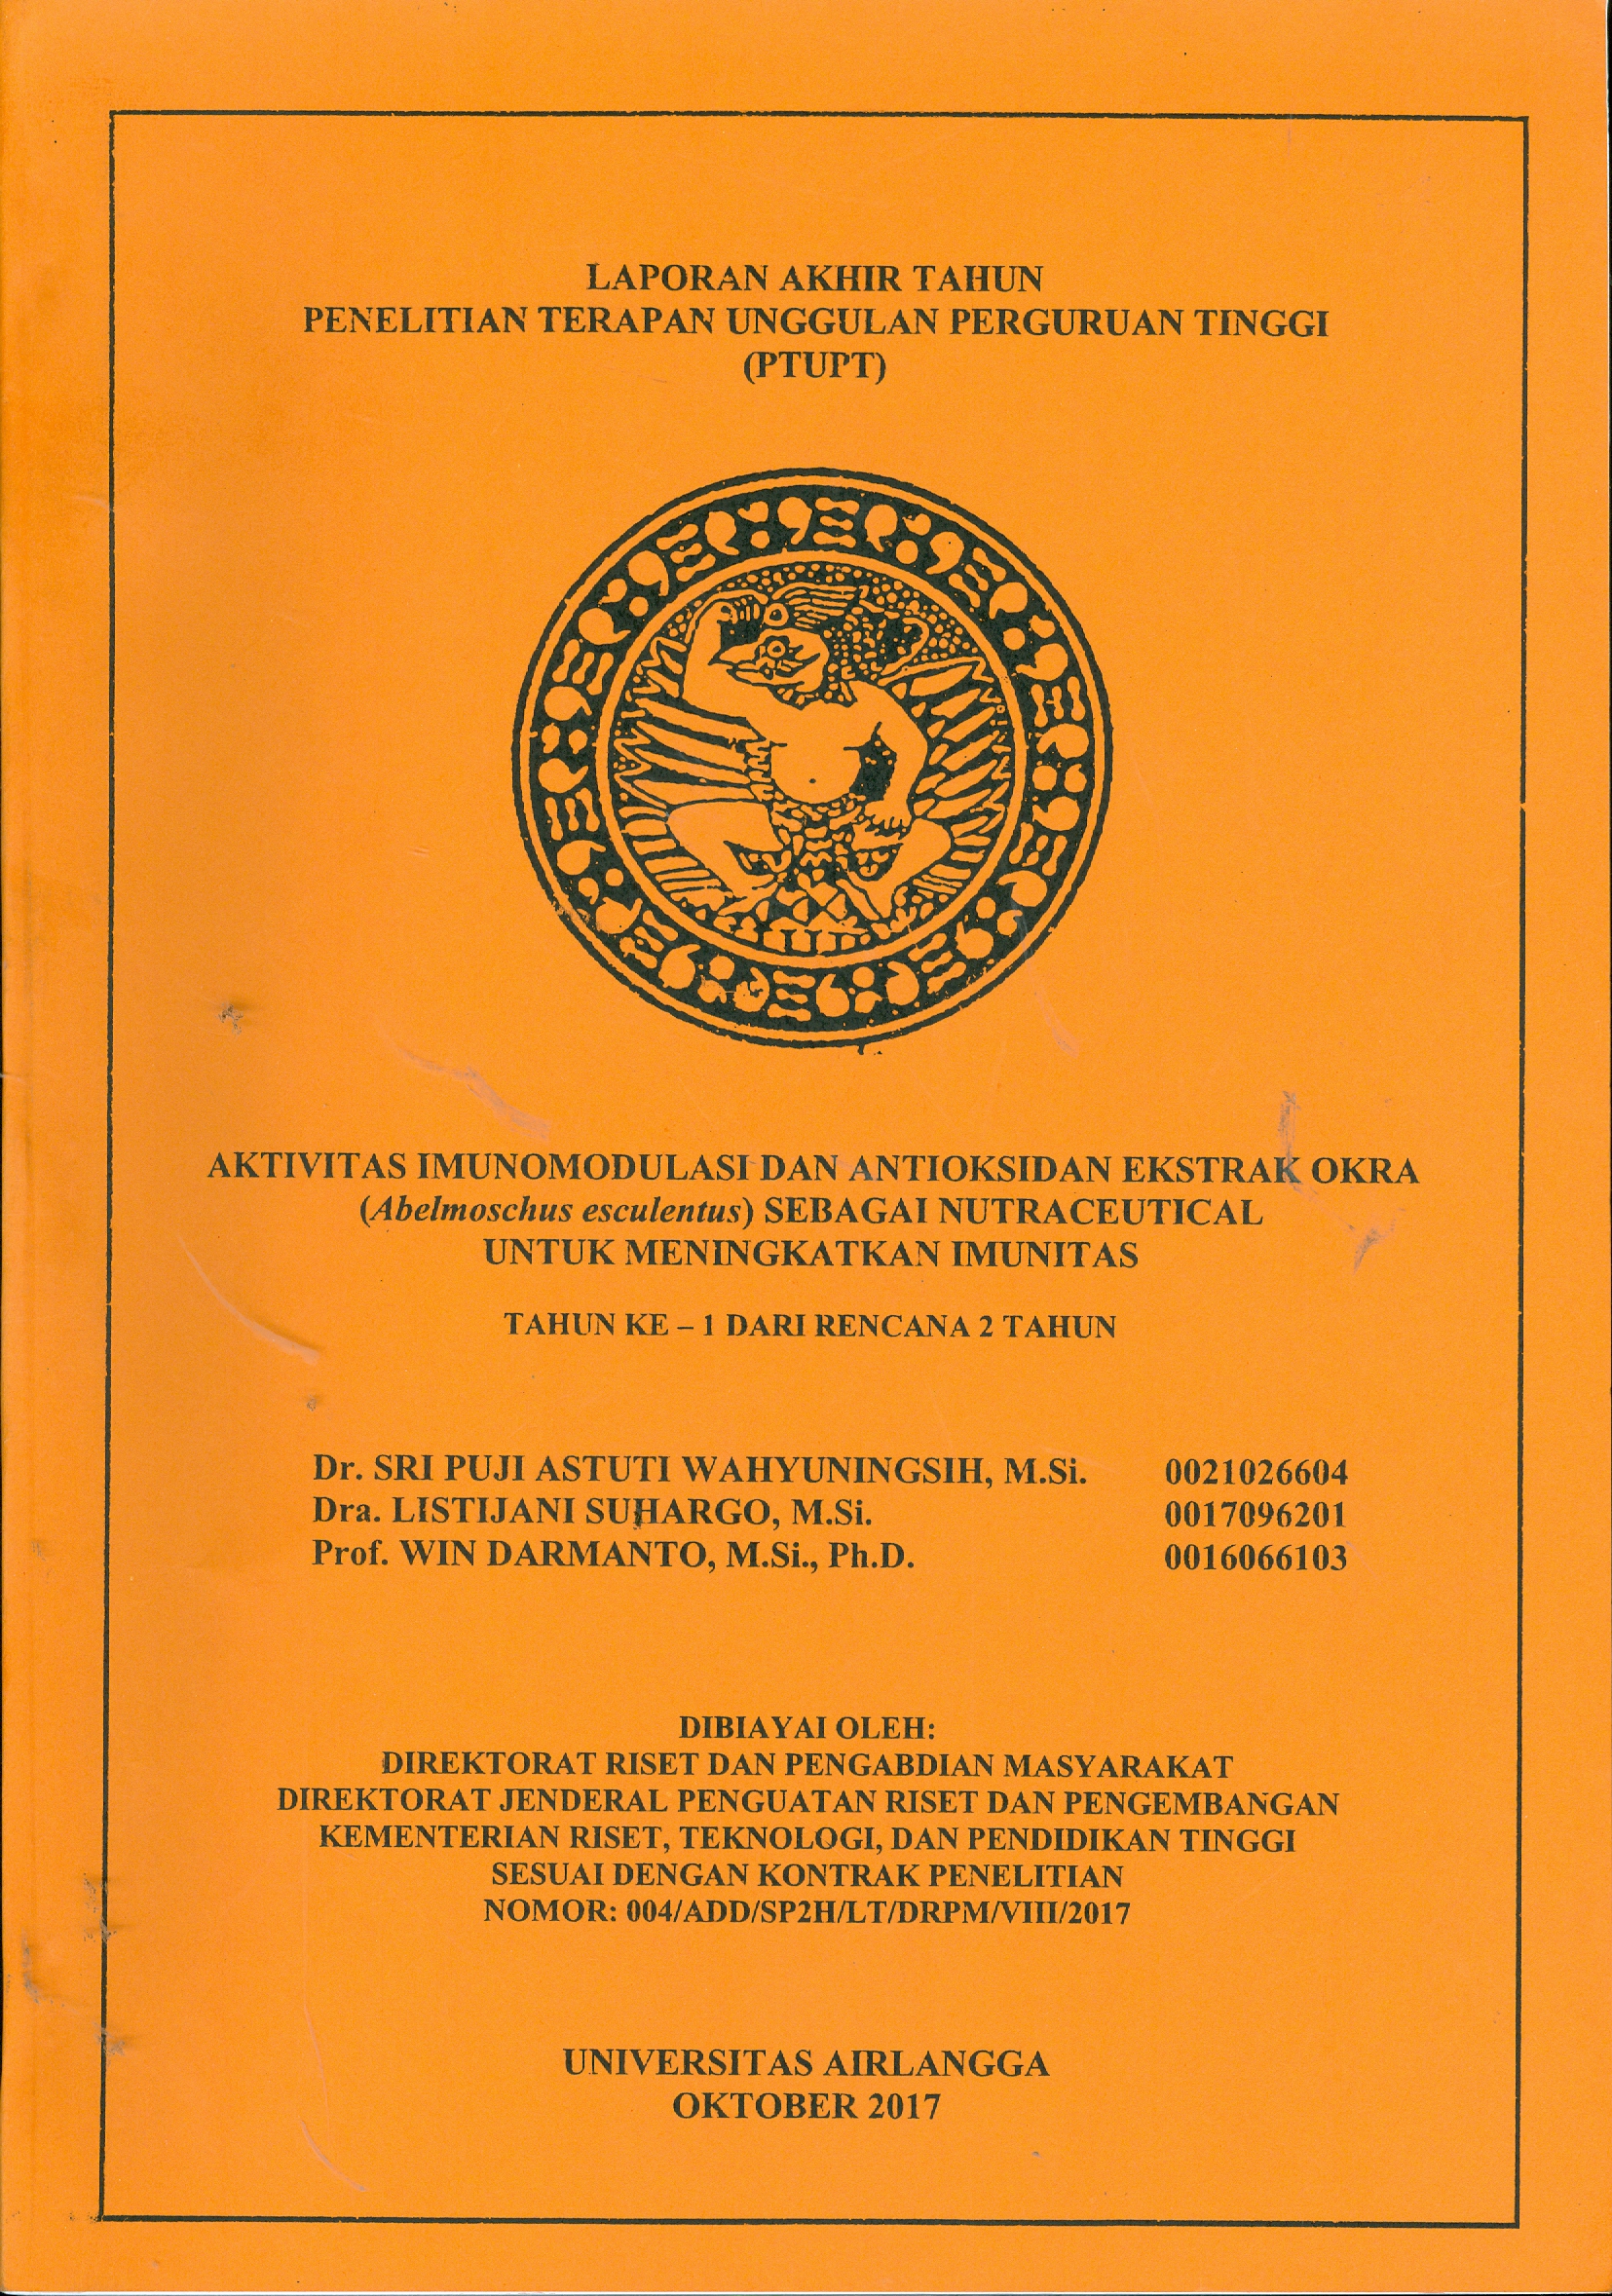 LAPORAN AKHIR TAHUN
PENELITIAN TERAPAN UNGGULAN PERGURUAN TINGGI
(PTUPT)
AKTIVITAS IMUNOMODULASI DAN ANTIOKSIDAN EKSTRAK OKRA
(Abelmoschus esculentus) SEBAGAI NUTRACEUTICAL
UNTUK MENINGKATKAN IMUNITAS
TAHUN KE – 1 DARI RENCANA 2 TAHUN
Dr. SRI PUJI ASTUTI WAHYUNINGSIH, M.Si. 0021026604
Dra. LISTIJANI SUHARGO, M.Si. 0017096201
Prof. WIN DARMANTO, M.Si., Ph.D. 0016066103
DIBIAYAI OLEH:
DIREKTORAT RISET DAN PENGABDIAN MASYARAKAT
DIREKTORAT JENDERAL PENGUATAN RISET DAN PENGEMBANGAN
KEMENTERIAN RISET, TEKNOLOGI, DAN PENDIDIKAN TINGGI
SESUAI DENGAN KONTRAK PENELITIAN
NOMOR: 004/ADD/SP2H/LT/DRPM/VIII/2017
UNIVERSITAS AIRLANGGA
OKTOBER 2017